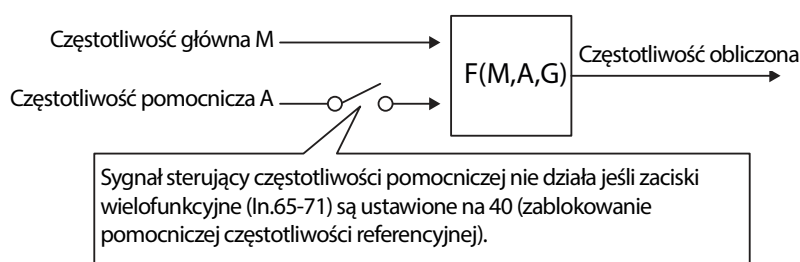 Częstotliwość główna M
Częstotliwość obliczona
F(M,A,G)
Częstotliwość pomocnicza A
Sygnał sterujący częstotliwości pomocniczej nie działa jeśli zaciski
wielofunkcyjne (In.65-71) są ustawione na 40 (zablokowanie
pomocniczej częstotliwości referencyjnej).